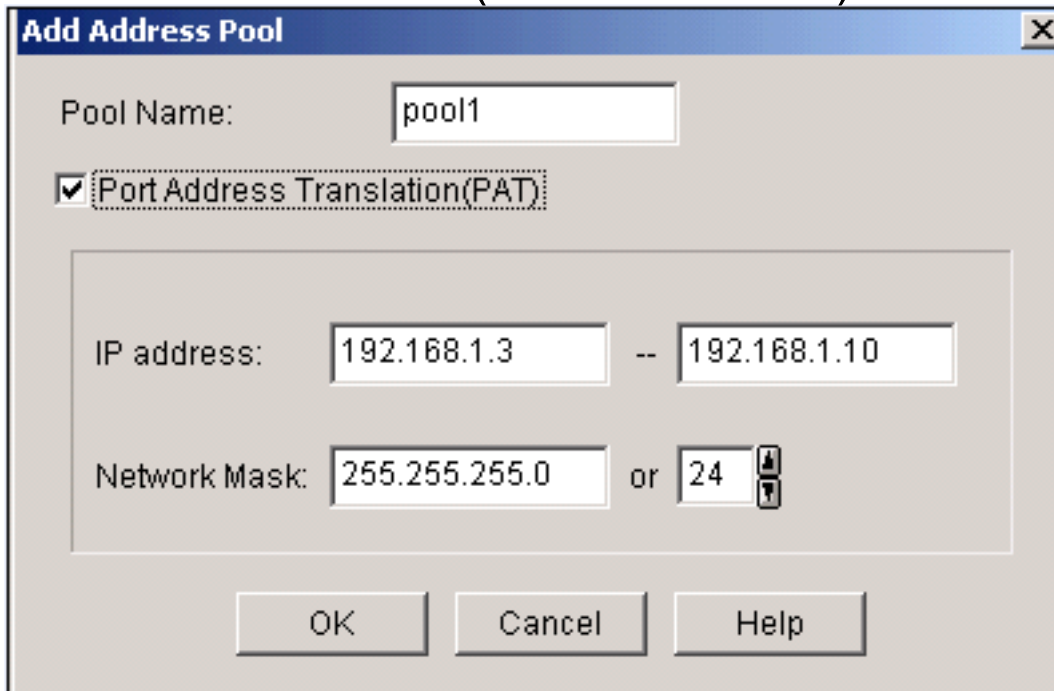 Add Address Pool
Pool Name: pool1
Port Address Translation(PAT)
IP address: 192.168.1.3 -- 192.168.1.10
Network Mask: 255.255.255.0 or 24
OK Cancel Help